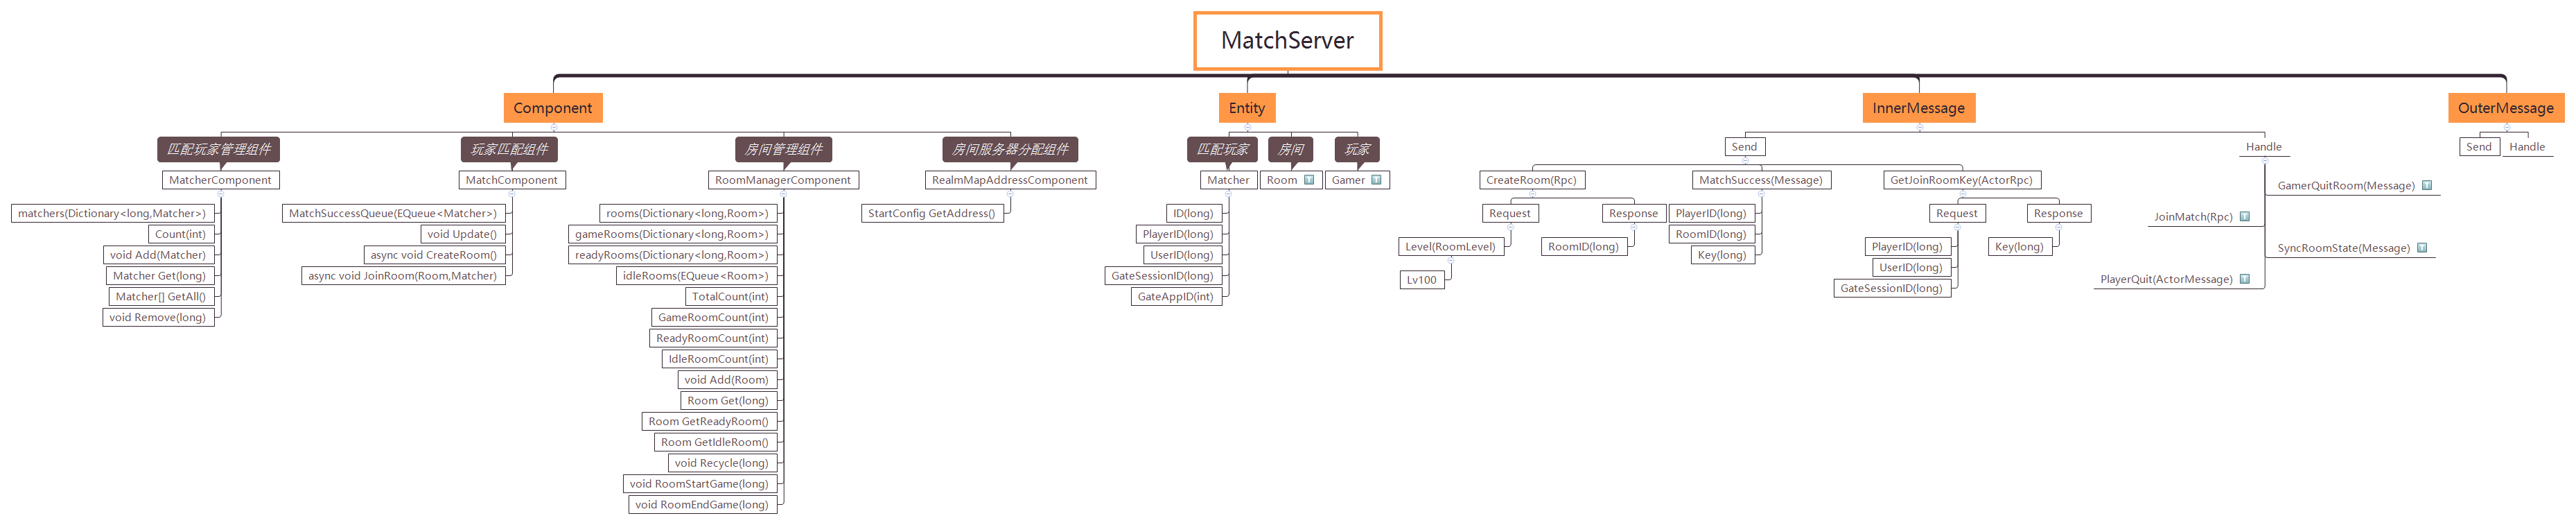 MatchServer
Component
匹配玩家管理组件
MatcherComponent
matchers(Dictionary<long,Matcher>)
Count(int)
void Add(Matcher)
Matcher Get(long)
Matcher[] GetAll()
void Remove(long)
玩家匹配组件
MatchComponent
MatchSuccessQueue(EQueue<Matcher>)
void Update()
async void CreateRoom()
async void JoinRoom(Room,Matcher)
房间管理组件
RoomManagerComponent
rooms(Dictionary<long,Room>)
gameRooms(Dictionary<long,Room>)
readyRooms(Dictionary<long,Room>)
idleRooms(EQueue<Room>)
TotalCount(int)
GameRoomCount(int)
ReadyRoomCount(int)
IdleRoomCount(int)
void Add(Room)
Room Get(long)
Room GetReadyRoom()
Room GetIdleRoom()
void Recycle(long)
void RoomStartGame(long)
void RoomEndGame(long)
房间服务器分配组件
RealmMapAddressComponent
StartConfig GetAddress()
Entity
匹配玩家
Matcher
ID(long)
PlayerID(long)
UserID(long)
GateSessionID(long)
GateAppID(int)
房间
Room
玩家
Gamer
InnerMessage
Send
CreateRoom(Rpc)
Request
Level(RoomLevel)
Lv100
Response
RoomID(long)
MatchSuccess(Message)
PlayerID(long)
RoomID(long)
Key(long)
GetJoinRoomKey(ActorRpc)
Request
PlayerID(long)
UserID(long)
GateSessionID(long)
Response
Key(long)
Handle
GamerQuitRoom(Message)
JoinMatch(Rpc)
SyncRoomState(Message)
PlayerQuit(ActorMessage)
OuterMessage
Send
Handle